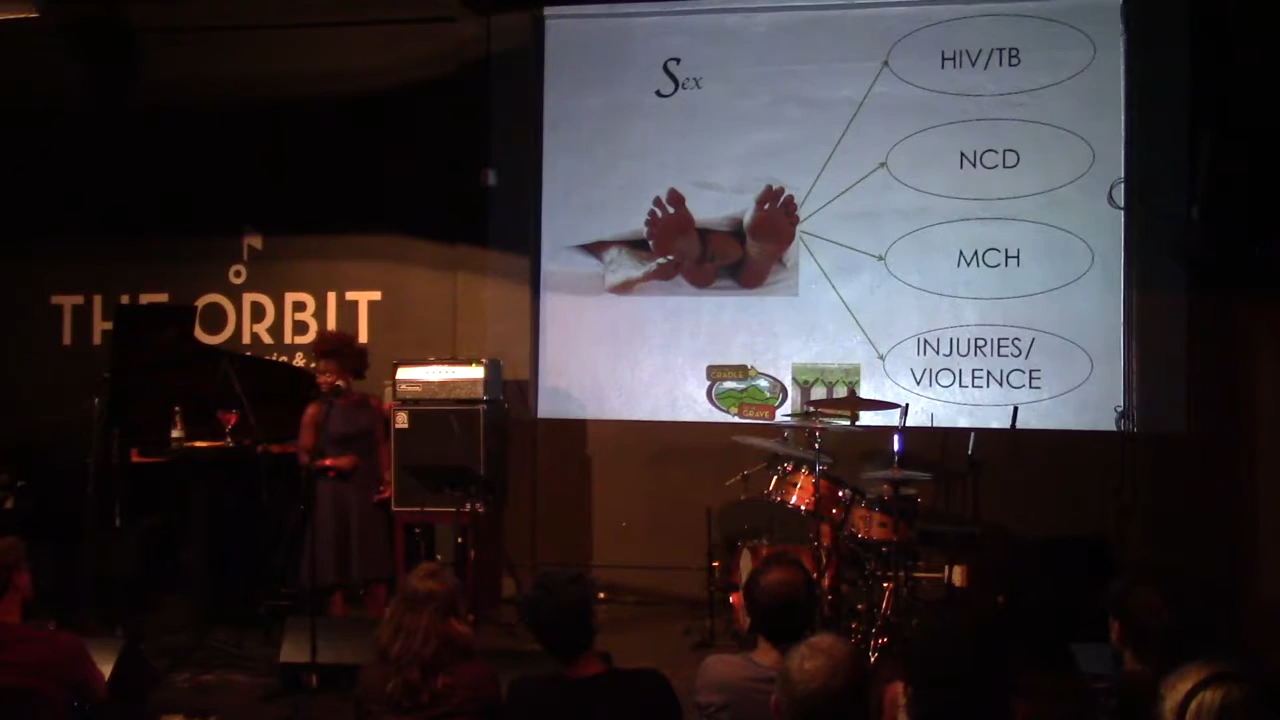 Sex
HIV/TB
NCD
MCH
INJURIES/
VIOLENCE
CRADLE
GRAVE
THE ORBIT